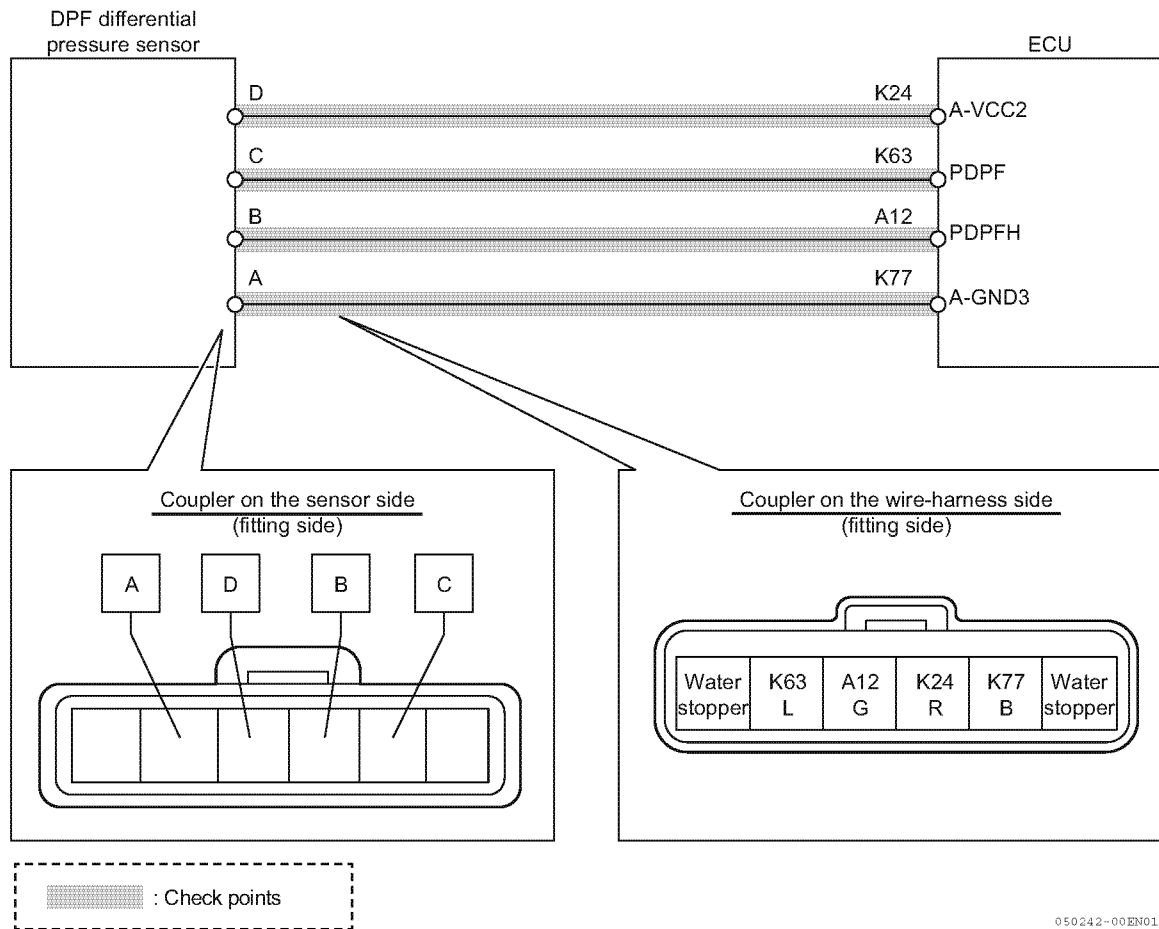 DPF differential
pressure sensor
ECU
D
K24
A-VCC2
C
K63
PDPF
B
A12
PDPFH
A
K77
A-GND3
Coupler on the sensor side
(fitting side)
A
D
B
C
Coupler on the wire-harness side
(fitting side)
Water
stopper
K63
L
A12
G
K24
R
K77
B
Water
stopper
: Check points
050242-00EN01